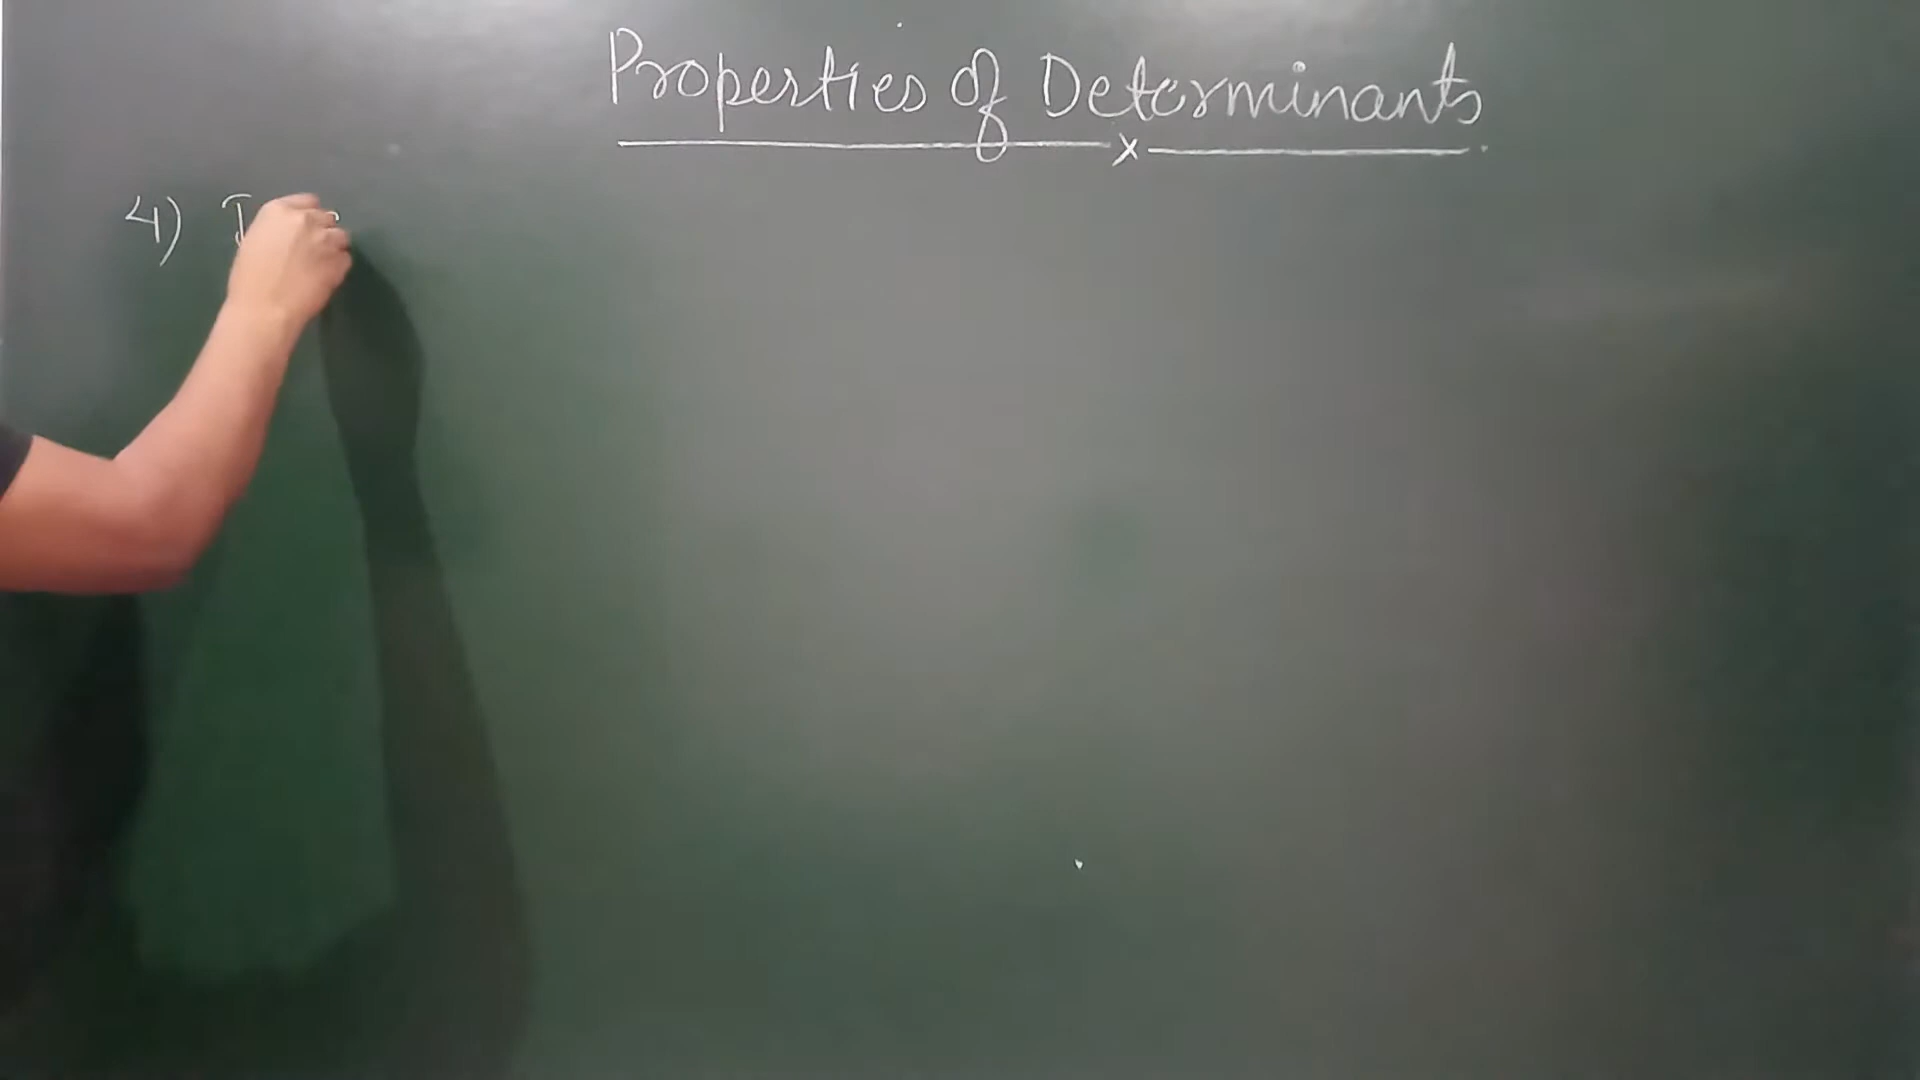 Properties of Determinants
x
4) I